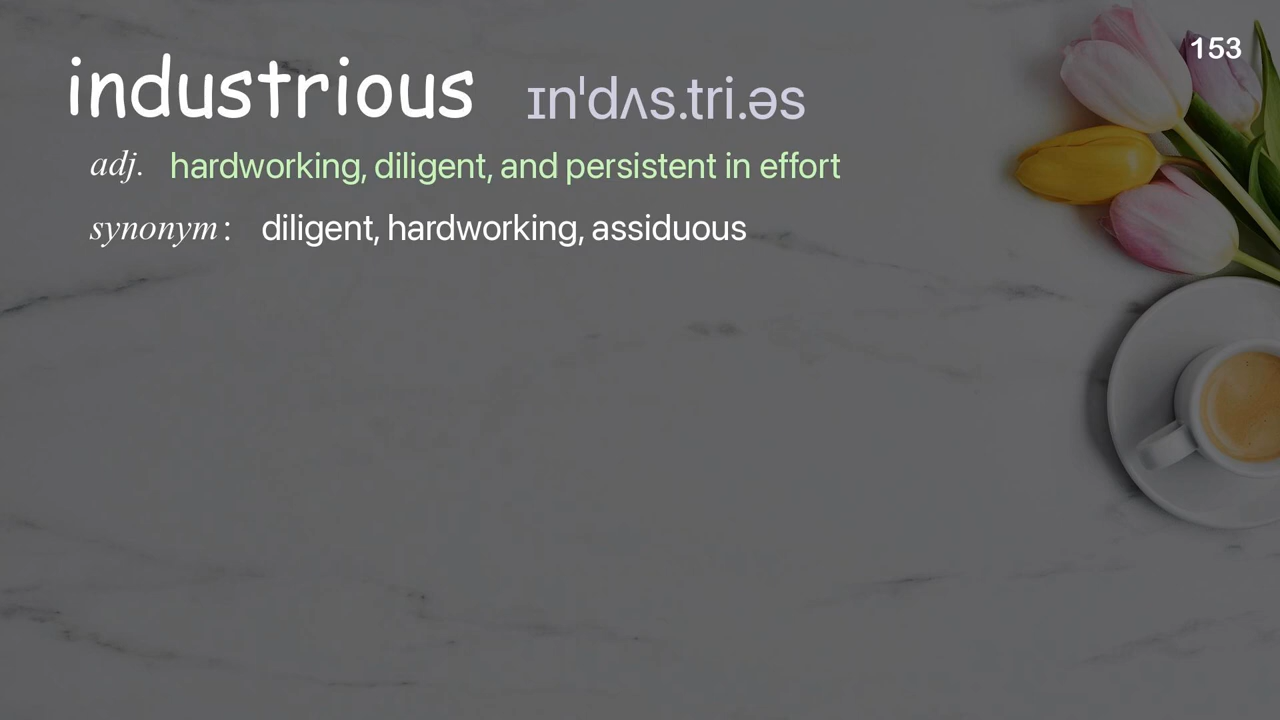 153
industrious ɪnˈdʌs.tri.əs
adj. hardworking, diligent, and persistent in effort
synonym: diligent, hardworking, assiduous